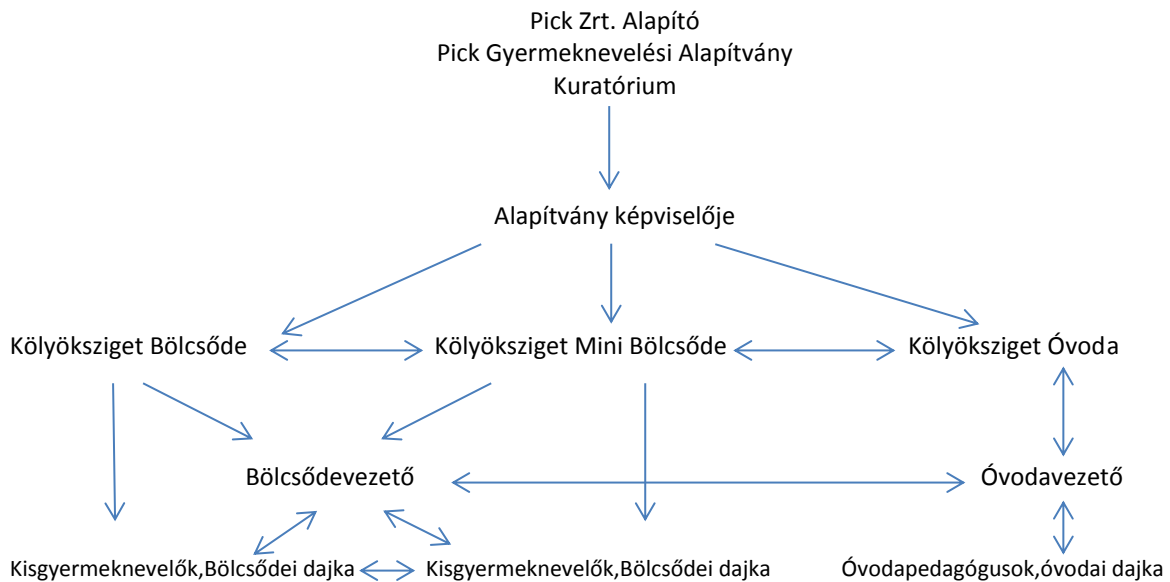 Pick Zrt. Alapító
Pick Gyermeknevelési Alapítvány
Kuratórium
Alapítvány képviselője
Kölyöksziget Bölcsőde
Kölyöksziget Mini Bölcsőde
Kölyöksziget Óvoda
Bölcsődevezető
Óvodavezető
Kisgyermeknevelők,Bölcsődei dajka
Kisgyermeknevelők,Bölcsődei dajka
Óvodapedagógusok,óvodai dajka